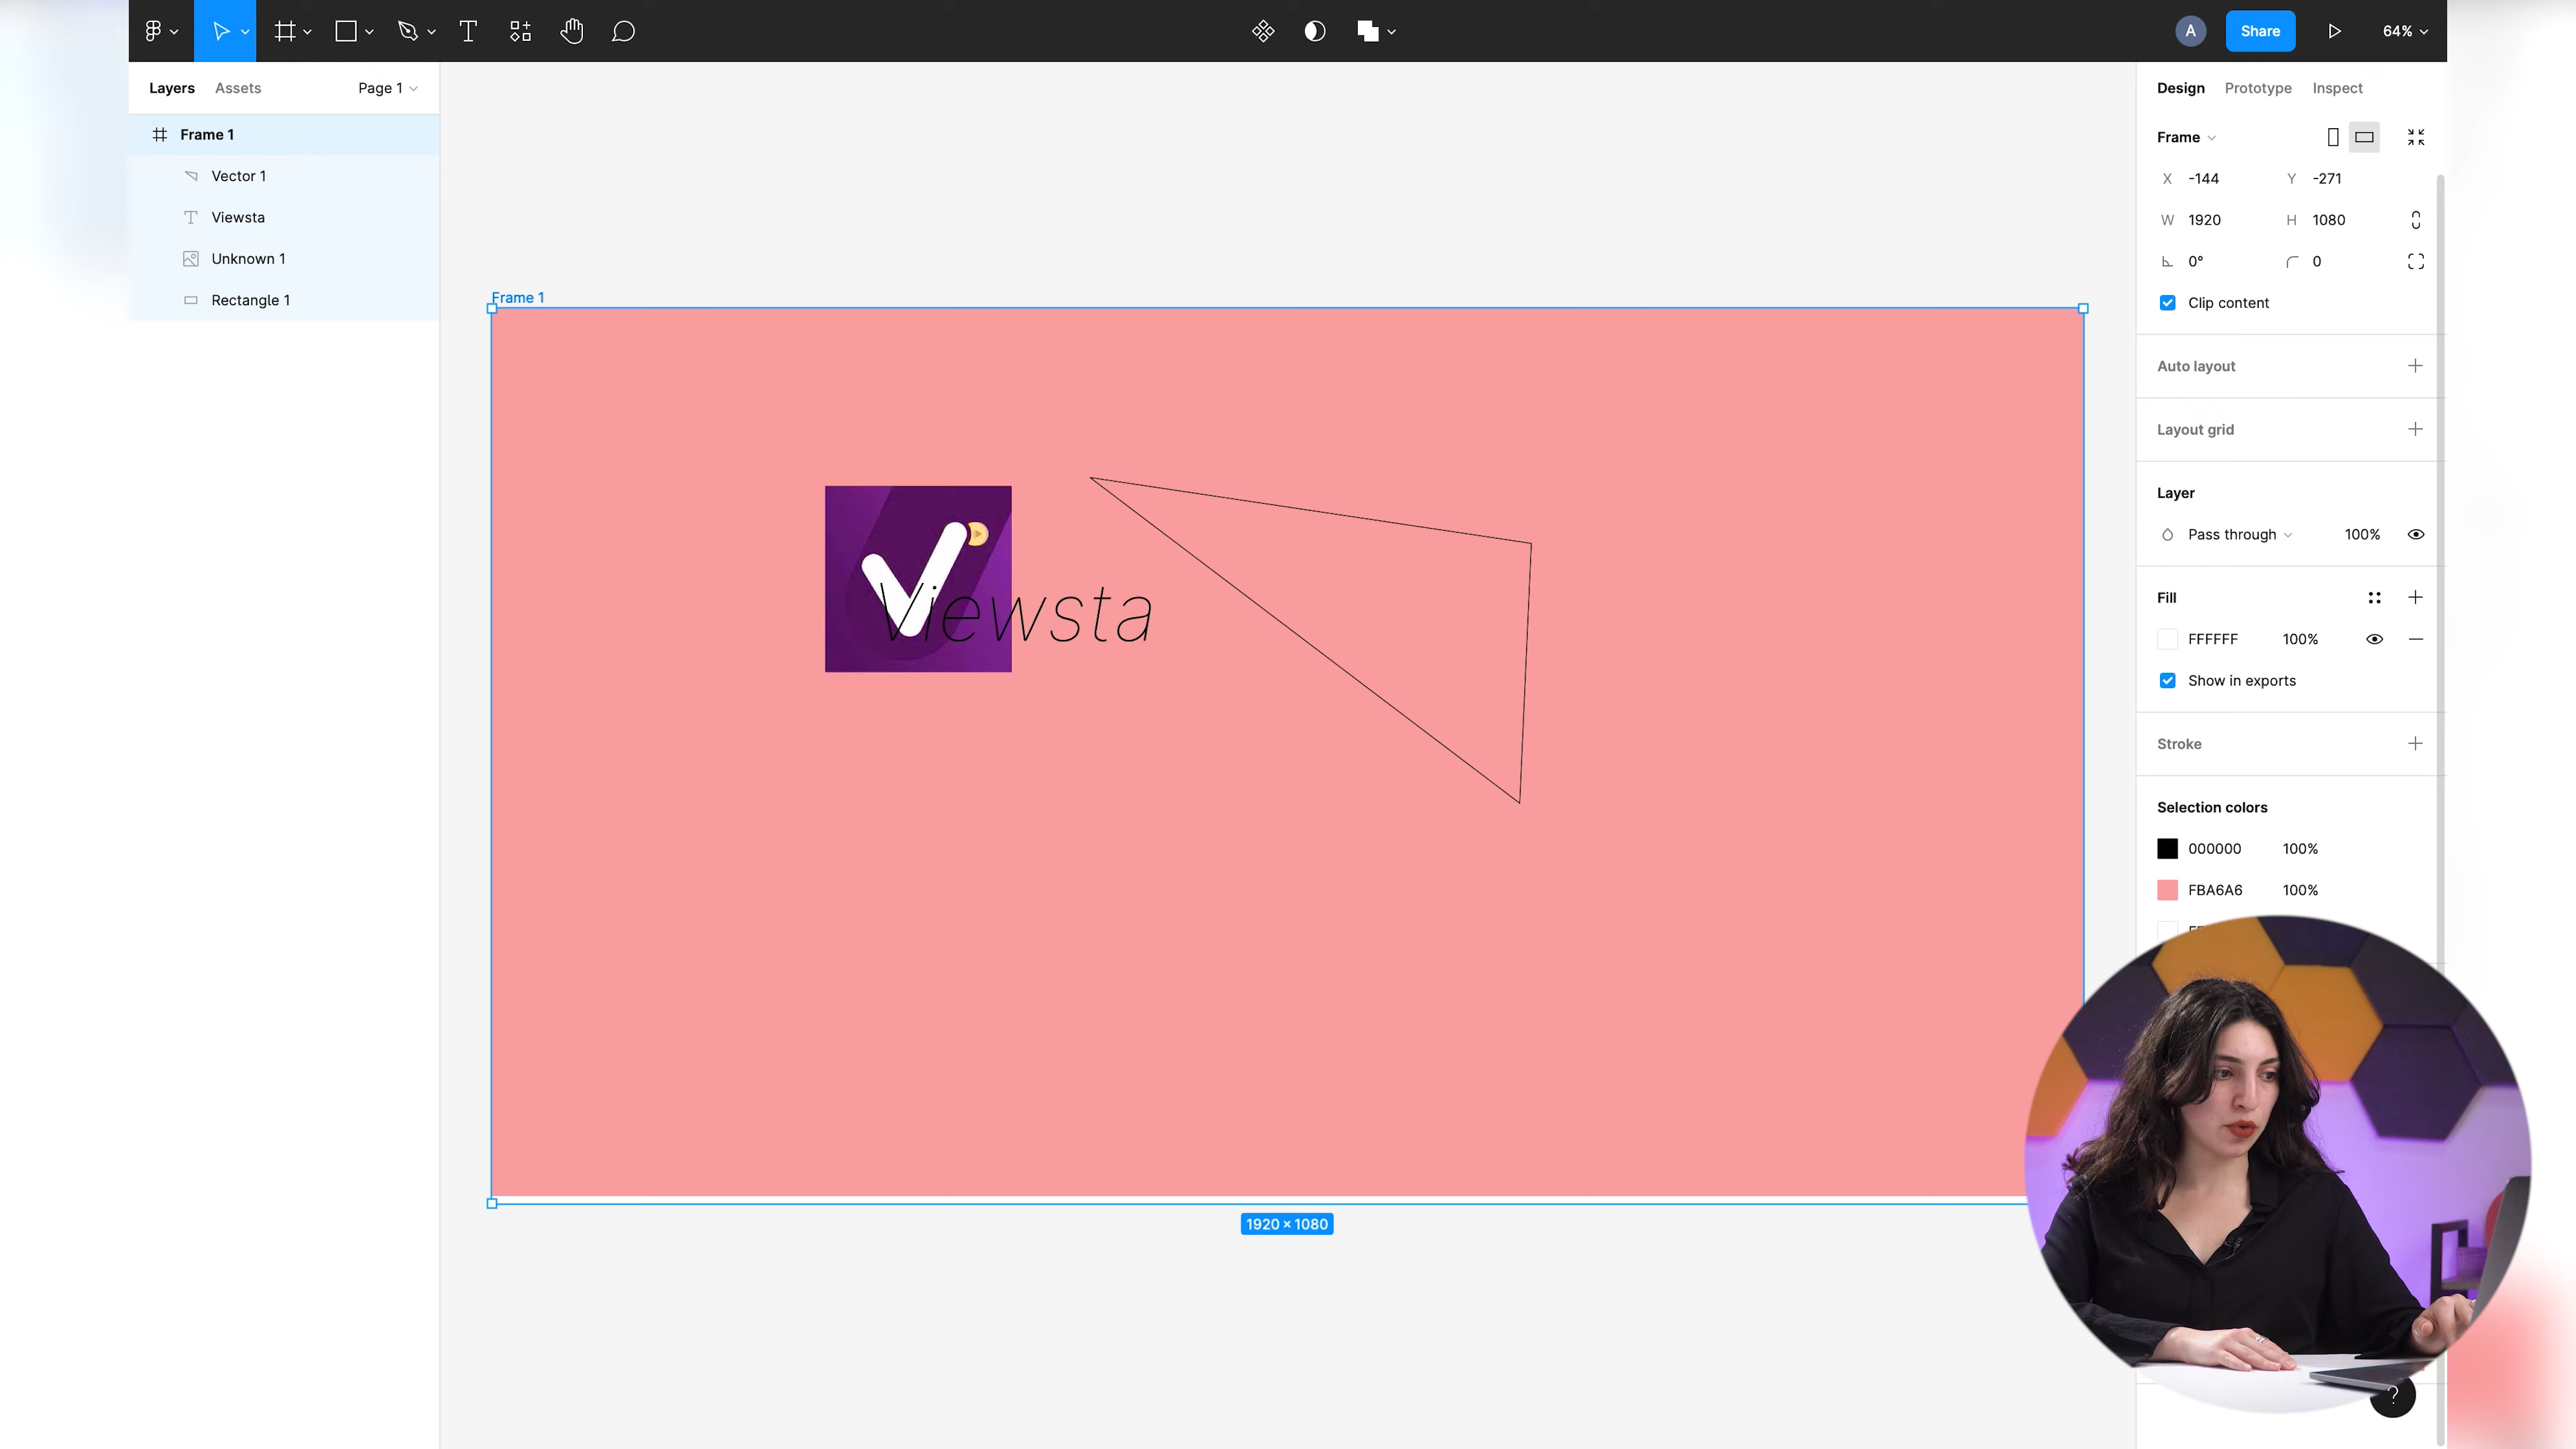 A
Share
64%
Layers
Assets
Page 1
Frame 1
Vector 1
Viewsta
Unknown 1
Rectangle 1
Frame 1
Viewsta
1920 × 1080
Design
Prototype
Inspect
Frame
X -144
Y -271
W 1920
H 1080
0°
0
Clip content
Auto layout
Layout grid
Layer
Pass through
100%
Fill
FFFFFF
100%
Show in exports
Stroke
Selection colors
000000
100%
FBA6A6
100%
?